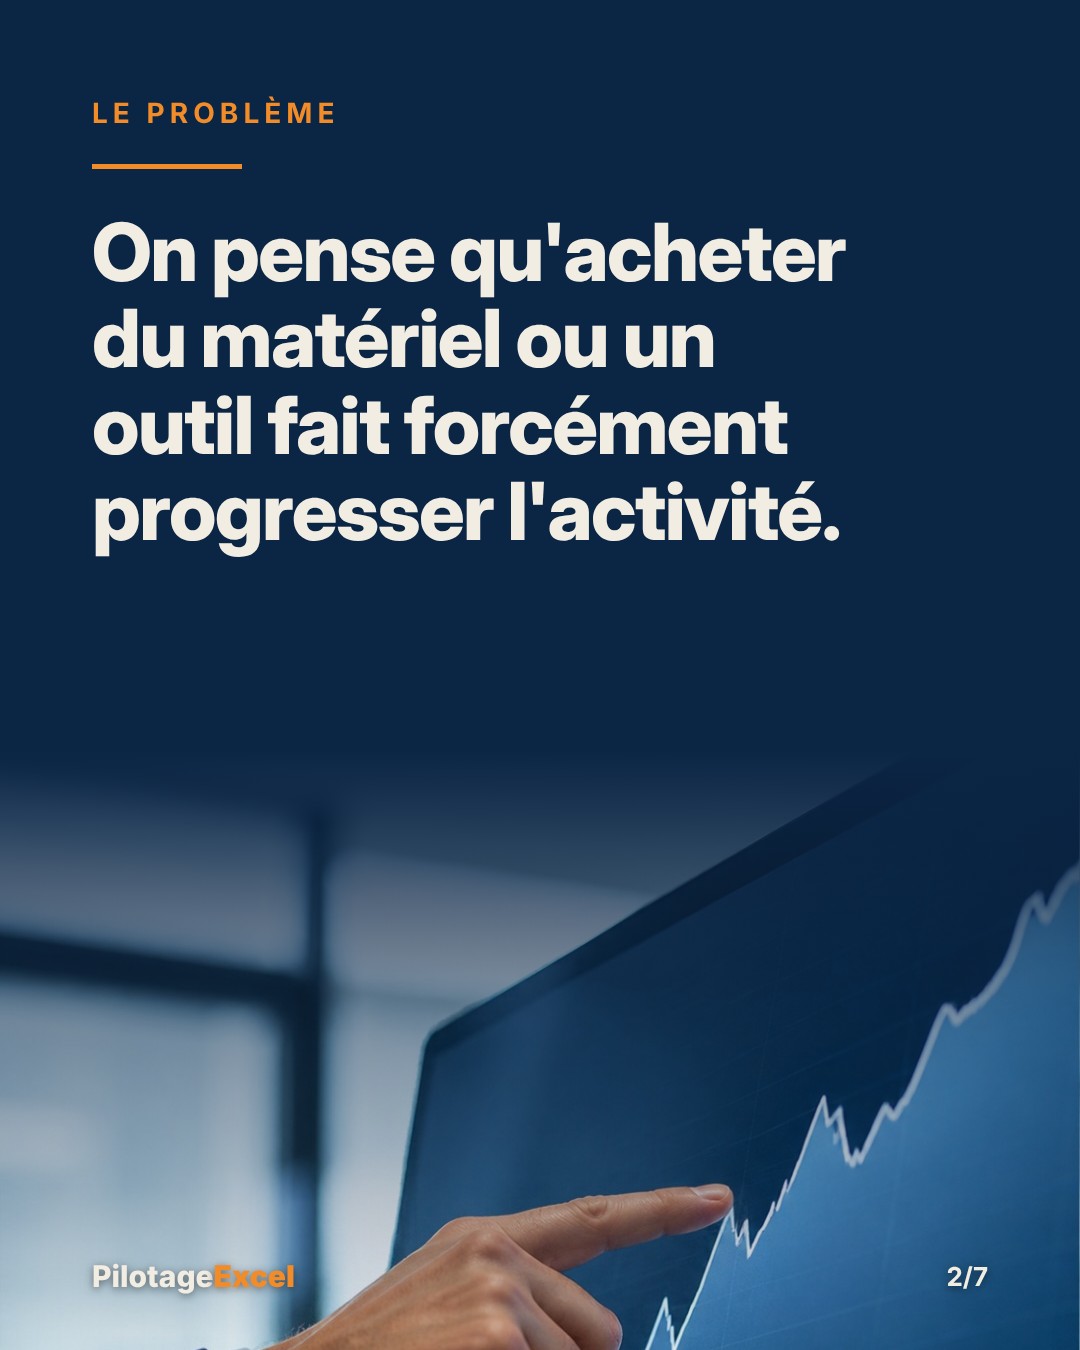 LE PROBLÈME
On pense qu'acheter
du matériel ou un
outil fait forcément
progresser l'activité.
PilotageExcel
2/7